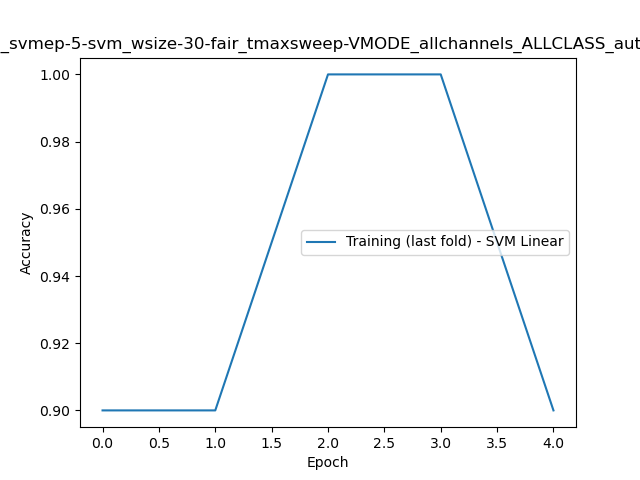 _svmep-5-svm_wsize-30-fair_tmaxsweep-VMODE_allchannels_ALLCLASS_aut
1.00
0.98
0.96
0.94
0.92
0.90
Accuracy
Training (last fold) - SVM Linear
0.0 0.5 1.0 1.5 2.0 2.5 3.0 3.5 4.0
Epoch